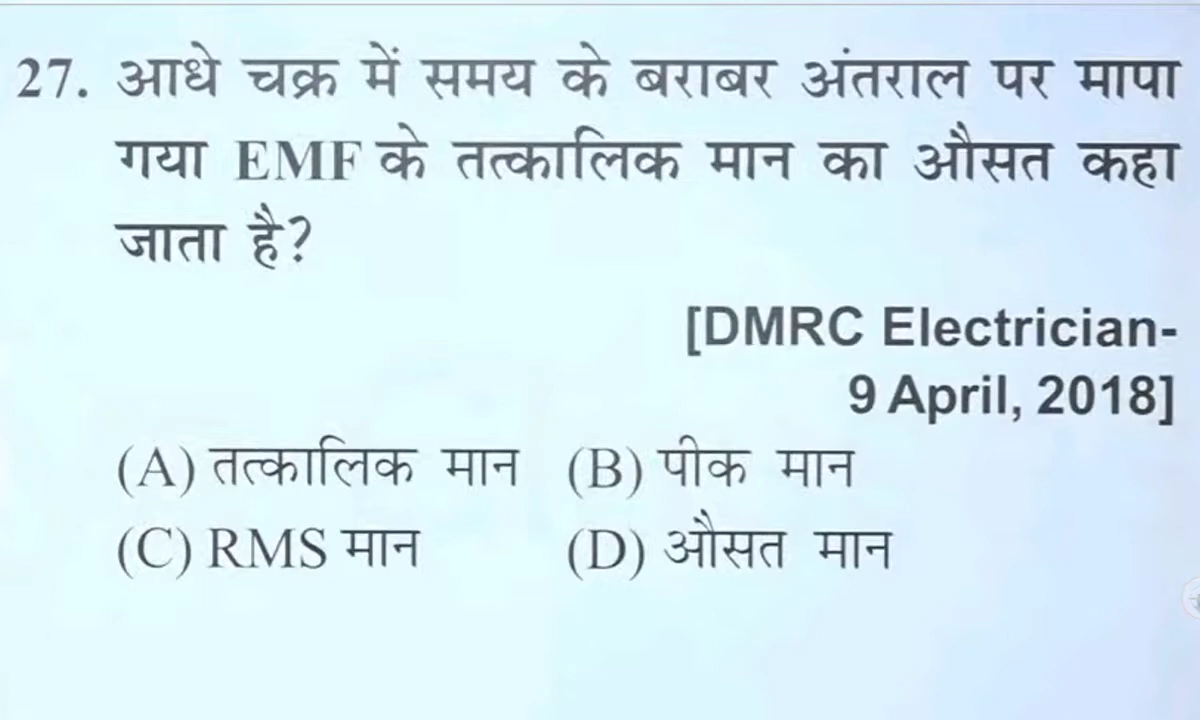 27. आधे चक्र में समय के बराबर अंतराल पर मापा
गया EMF के तत्कालिक मान का औसत कहा
जाता है?
[DMRC Electrician-
9 April, 2018]
(A) तत्कालिक मान (B) पीक मान
(C) RMS मान (D) औसत मान